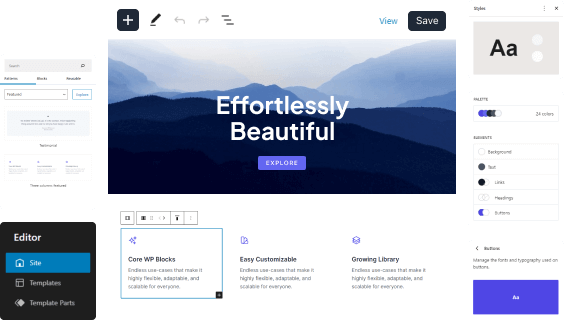 Search
Patterns Blocks Reusable
Featured
Explore
Testimonial
Three columns featured
Editor
Site
Templates
Template Parts
View
Save
Effortlessly
Beautiful
EXPLORE
Core WP Blocks
Endless use-cases that make it
highly flexible, adaptable, and
scalable for everyone.
Easy Customizable
Endless use-cases that make it
highly flexible, adaptable, and
scalable for everyone.
Growing Library
Endless use-cases that make it
highly flexible, adaptable, and
scalable for everyone.
Styles
Aa
PALETTE
24 colors
ELEMENTS
Background
Text
Links
Headings
Buttons
Buttons
Manage the fonts and typography used on
buttons.
Aa